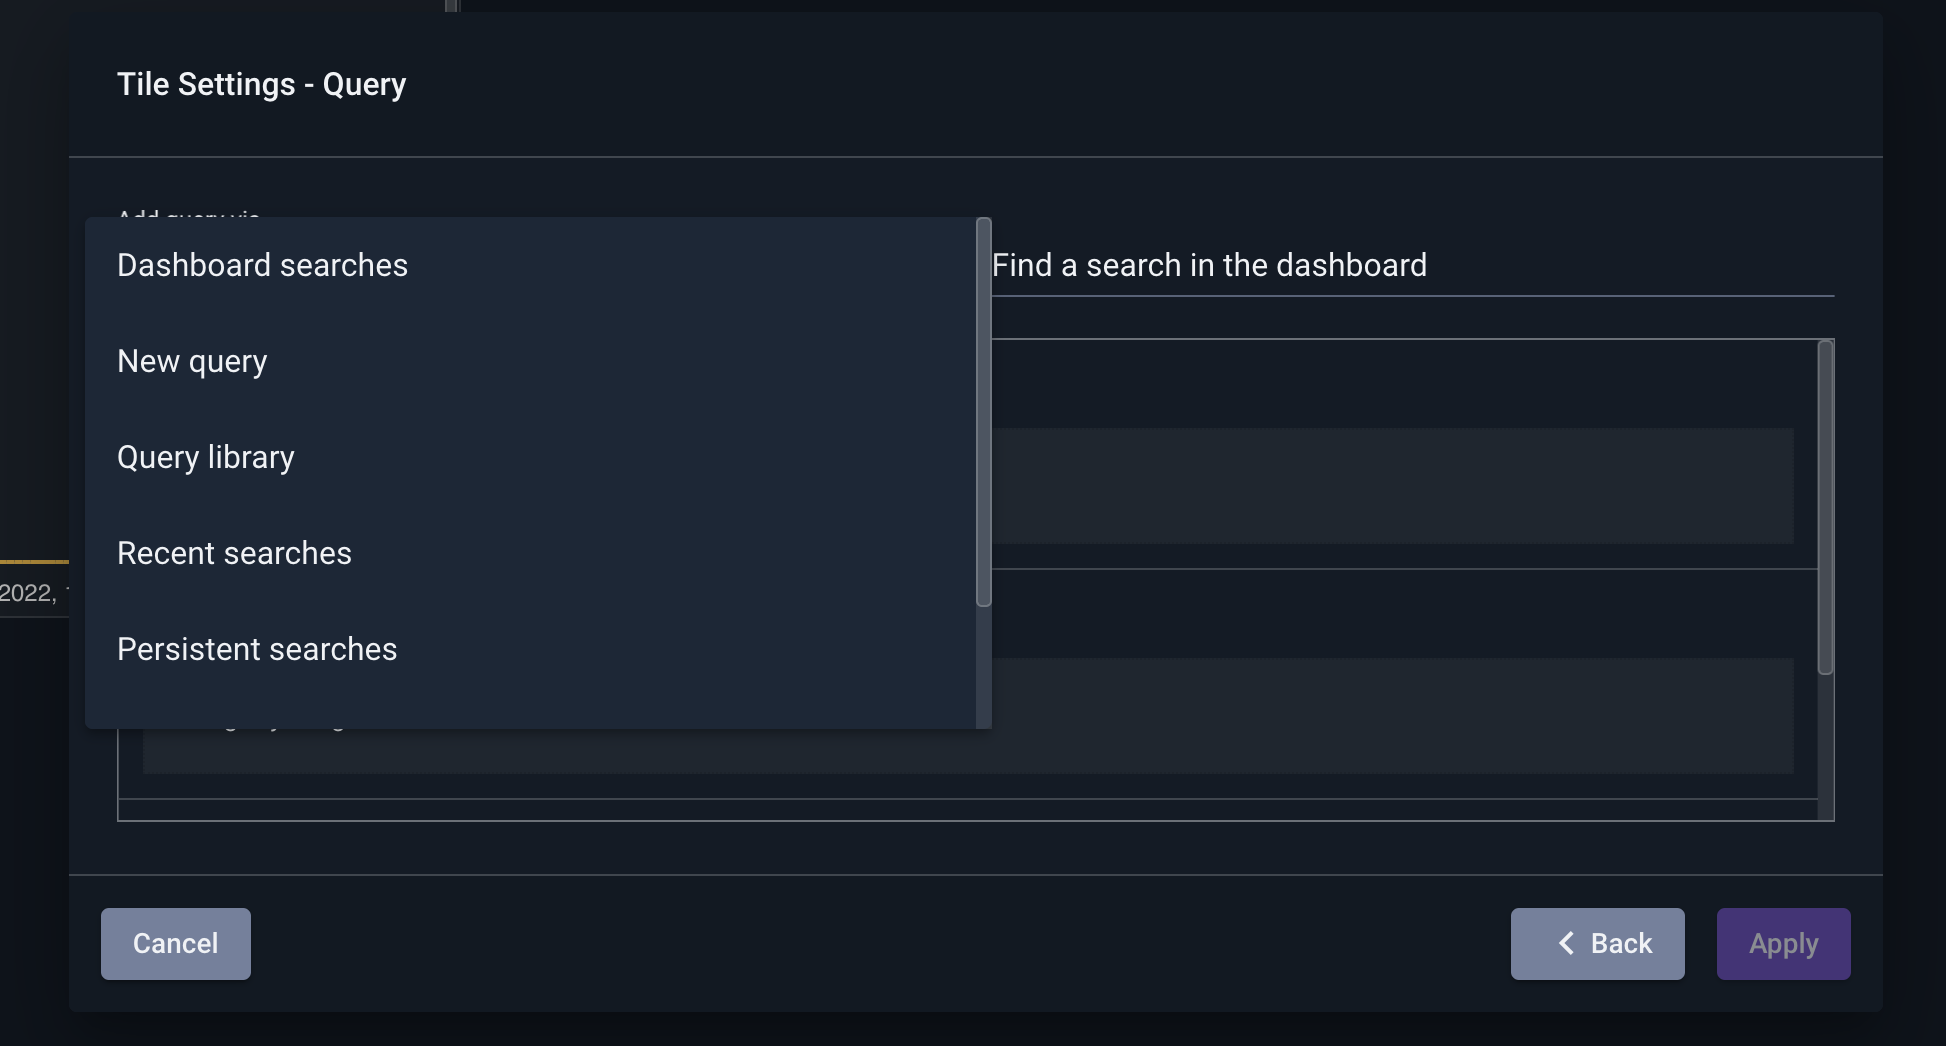 Tile Settings - Query
Add query via
Dashboard searches
Find a search in the dashboard
New query
Query library
Recent searches
2022,
Persistent searches
Cancel
Back
Apply